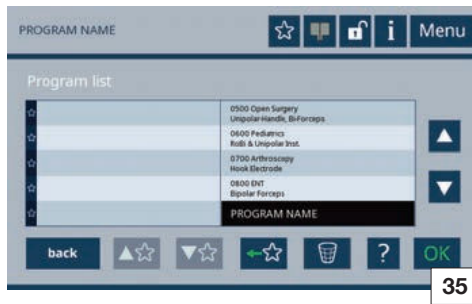 PROGRAM NAME
i Menu
Program list
0500 Open Surgery
Unipolar-Handle, Bi-Forceps
0600 Pediatrics
RoBi & Unipolar Inst.
0700 Arthroscopy
Hook Electrode
0800 ENT
Bipolar Forceps
PROGRAM NAME
back ? OK
35